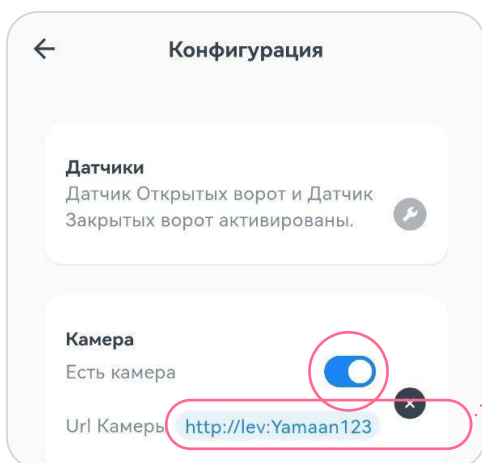 Конфигурация
Датчики
Датчик Открытых ворот и Датчик
Закрытых ворот активированы.
Камера
Есть камера
Url Камеры http://lev:Yamaan123